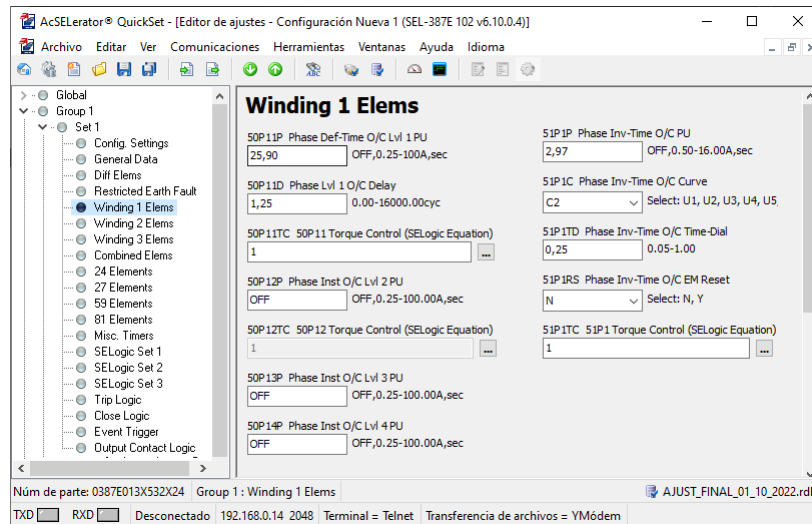 AcSELerator® QuickSet - [Editor de ajustes - Configuración Nueva 1 (SEL-387E 102 v6.10.0.4)]
Archivo Editar Ver Comunicaciones Herramientas Ventanas Ayuda Idioma
Global
Group 1
Set 1
Config. Settings
General Data
Diff Elems
Restricted Earth Fault
Winding 1 Elems
Winding 2 Elems
Winding 3 Elems
Combined Elems
24 Elements
27 Elements
59 Elements
81 Elements
Misc. Timers
SELogic Set 1
SELogic Set 2
SELogic Set 3
Trip Logic
Close Logic
Event Trigger
Output Contact Logic
Winding 1 Elems
50P11P Phase Def-Time O/C Lvl 1 PU
25,90 OFF,0.25-100A,sec
50P11D Phase Lvl 1 O/C Delay
1,25 0.00-16000.00cyc
50P11TC 50P11 Torque Control (SELogic Equation)
1 ...
50P12P Phase Inst O/C Lvl 2 PU
OFF OFF,0.25-100.00A,sec
50P12TC 50P12 Torque Control (SELogic Equation)
1 ...
50P13P Phase Inst O/C Lvl 3 PU
OFF OFF,0.25-100.00A,sec
50P14P Phase Inst O/C Lvl 4 PU
OFF OFF,0.25-100.00A,sec
51P1P Phase Inv-Time O/C PU
2,97 OFF,0.50-16.00A,sec
51P1C Phase Inv-Time O/C Curve
C2 Select: U1, U2, U3, U4, U5,
51P1TD Phase Inv-Time O/C Time-Dial
0,25 0.05-1.00
51P1RS Phase Inv-Time O/C EM Reset
N Select: N, Y
51P1TC 51P1 Torque Control (SELogic Equation)
1 ...
Núm de parte: 0387E013X532X24 Group 1 : Winding 1 Elems AJUST_FINAL_01_10_2022.rdb
TXD RXD Desconectado 192.168.0.14 2048 Terminal = Telnet Transferencia de archivos = YMódem